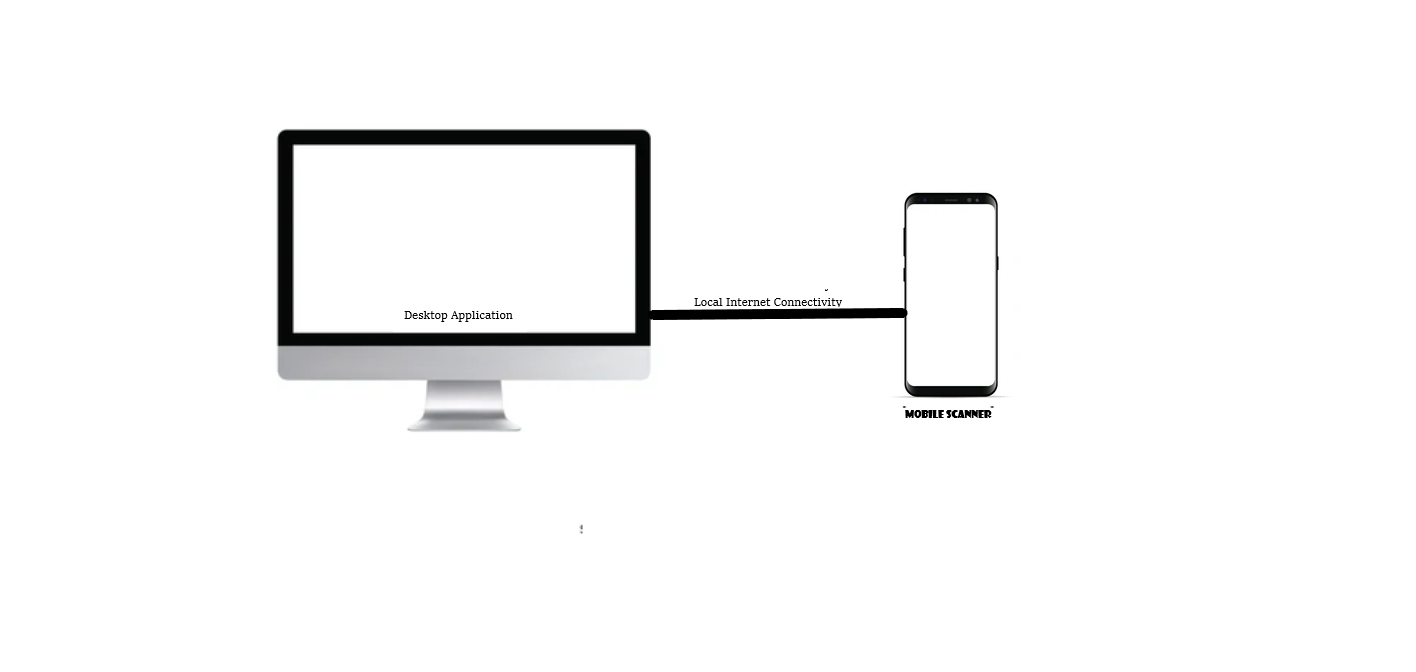 Local Internet Connectivity
Desktop Application
MOBILE SCANNER